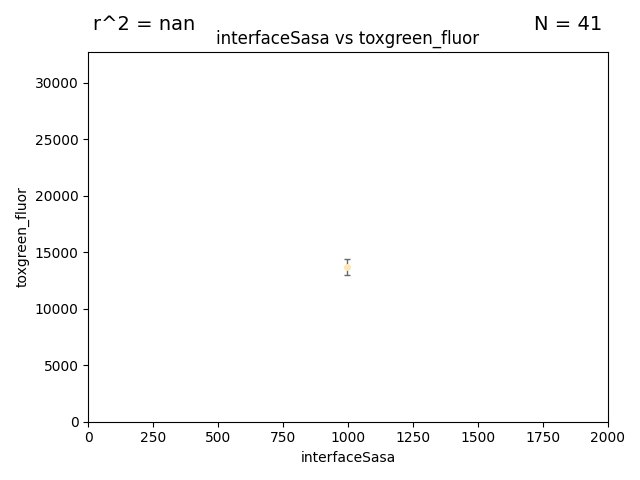 r^2 = nan
N = 41
interfaceSasa vs toxgreen_fluor
toxgreen_fluor
30000
25000
20000
15000
10000
5000
0
0 250 500 750 1000 1250 1500 1750 2000
interfaceSasa